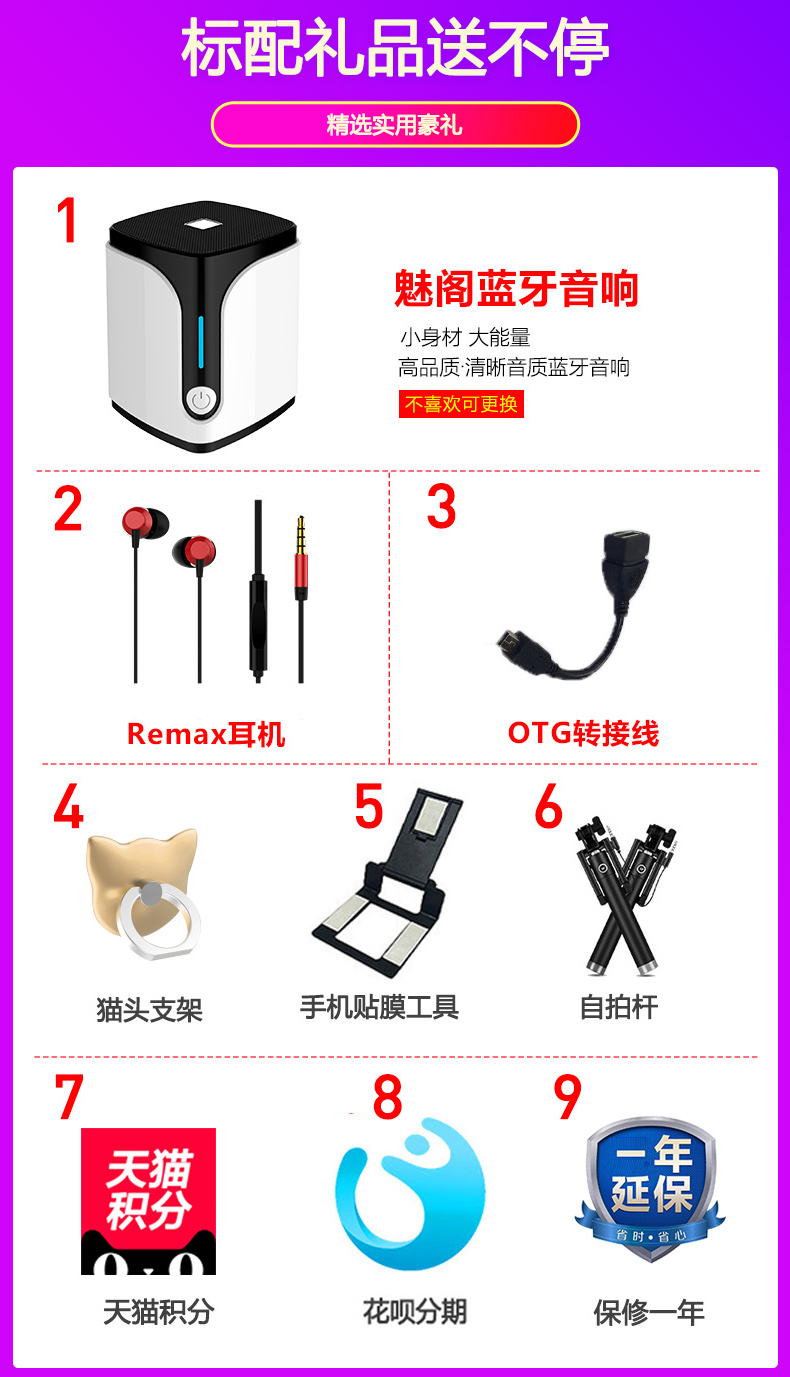 标配礼品送不停
精选实用豪礼
1
魅阁蓝牙音响
小身材 大能量
高品质·清晰音质蓝牙音响
不喜欢可更换
2
3
Remax耳机
OTG转接线
4
5
6
猫头支架
手机贴膜工具
自拍杆
7
8
9
天猫
积分
一年
延保
省时·省心
天猫积分
花呗分期
保修一年